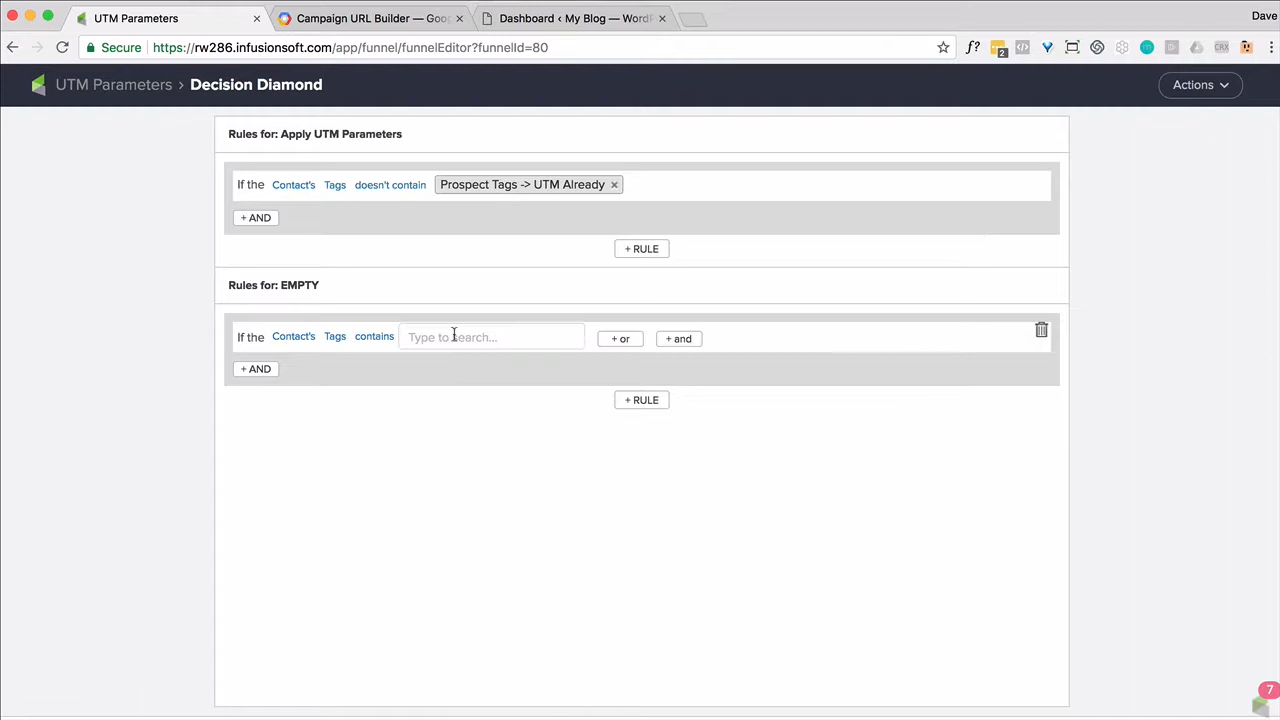 UTM Parameters
Campaign URL Builder — Goo
Dashboard ‹ My Blog — WordP
Dave
Secure https://rw286.infusionsoft.com/app/funnel/funnelEditor?funnelId=80
f?
2
CRX
UTM Parameters › Decision Diamond
Actions
Rules for: Apply UTM Parameters
If the Contact's Tags doesn't contain Prospect Tags -> UTM Already
+ AND
+ RULE
Rules for: EMPTY
If the Contact's Tags contains Type to search... + or + and
+ AND
+ RULE
7